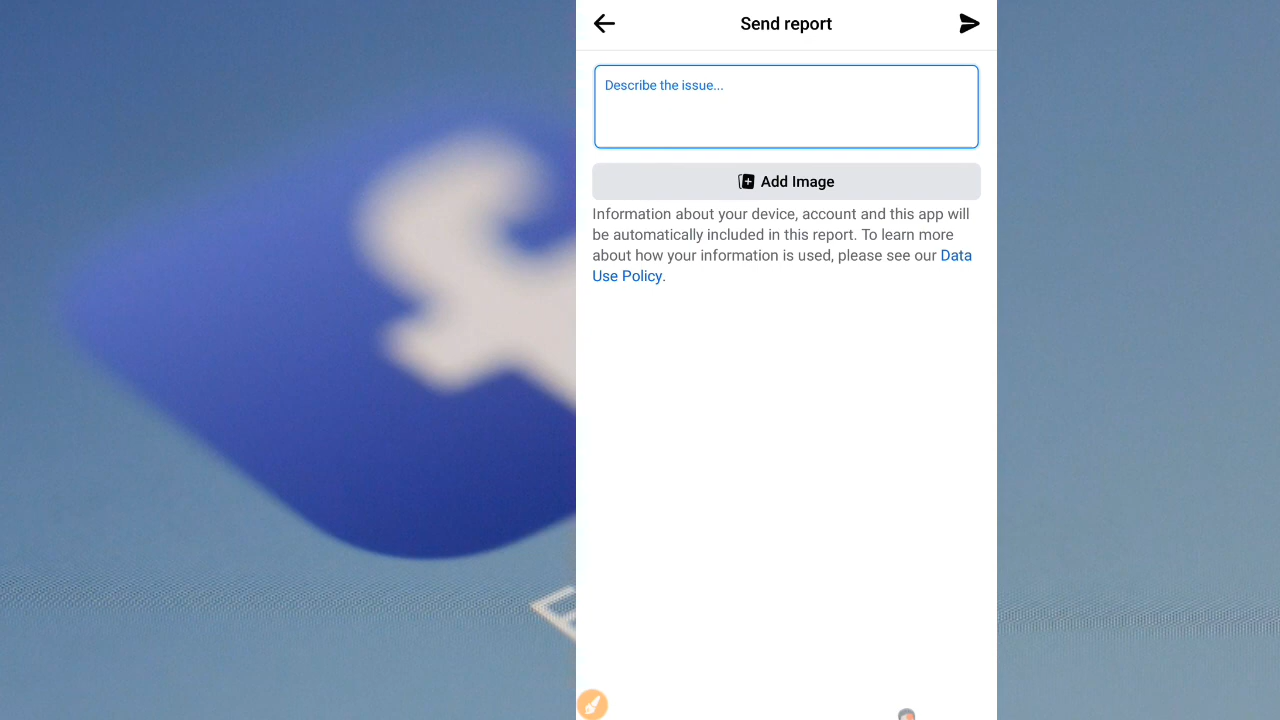 Send report
Describe the issue...
Add Image
Information about your device, account and this app will
be automatically included in this report. To learn more
about how your information is used, please see our Data
Use Policy.